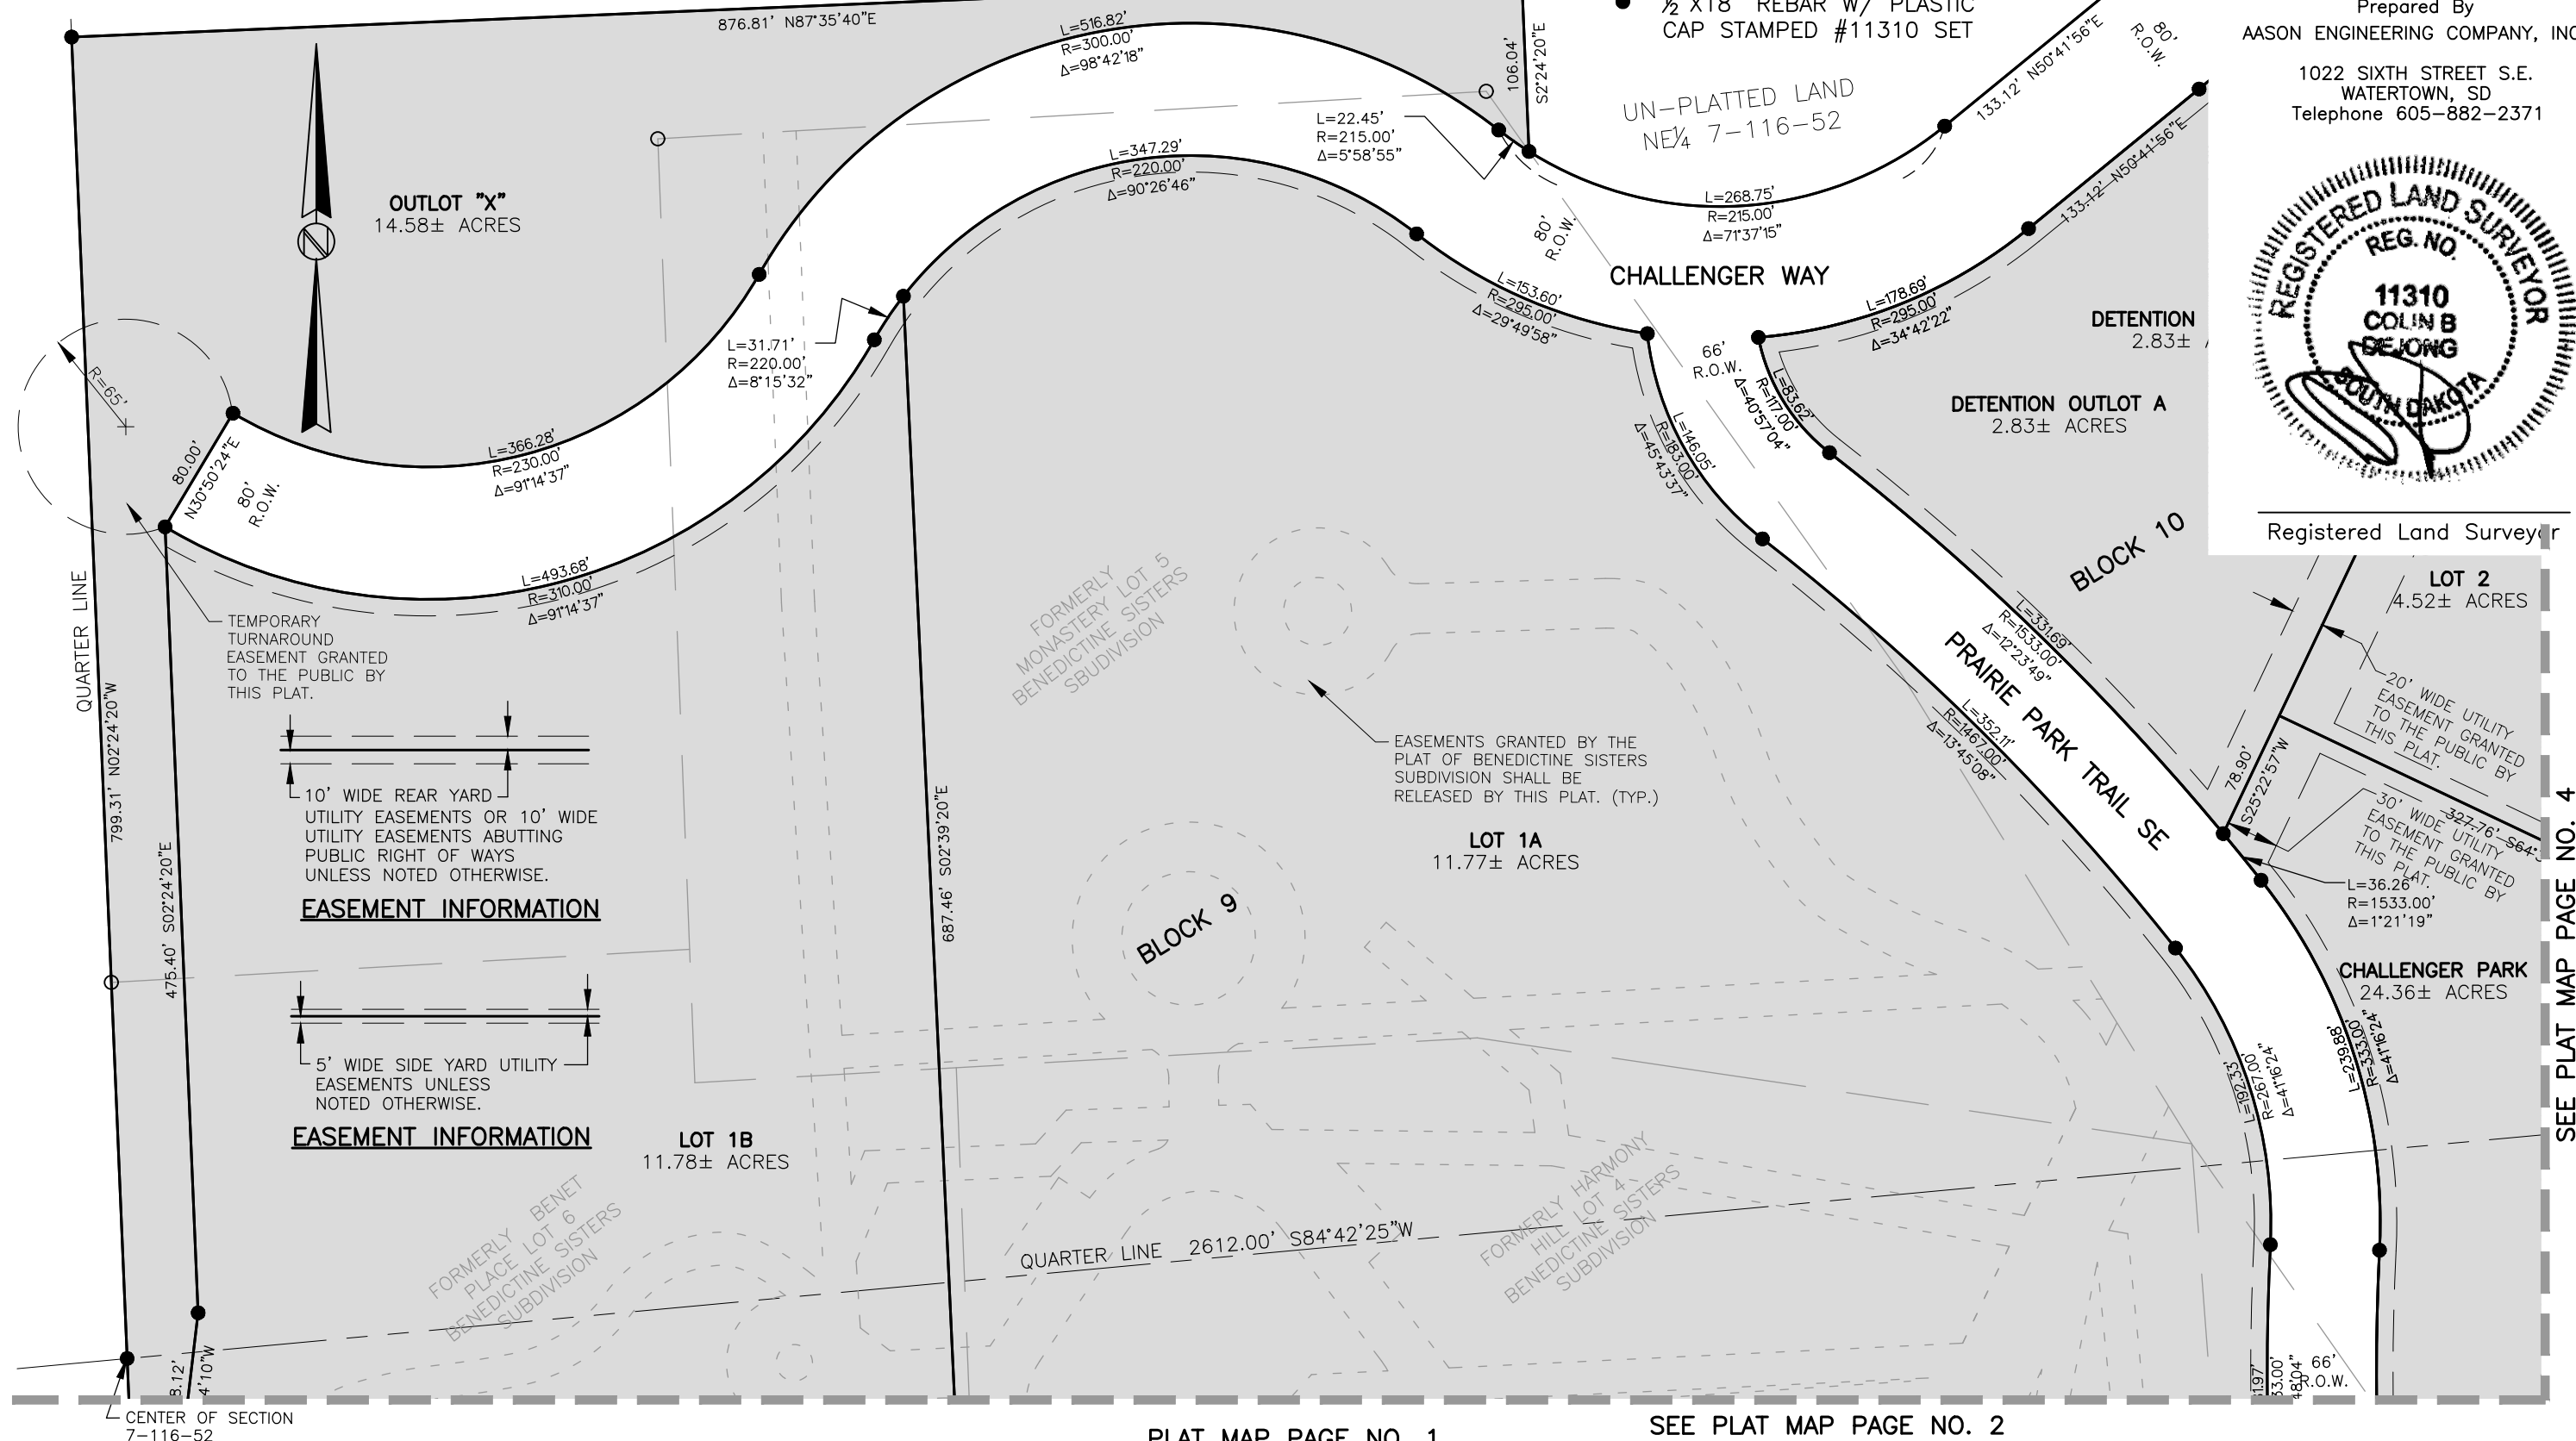 876.81' N87°35'40"E
L=516.82'
R=300.00'
Δ=98°42'18"
106.04'
S2°24'20"E
½"X18" REBAR W/ PLASTIC
CAP STAMPED #11310 SET
UN-PLATTED LAND
NE¼ 7-116-52
133.12' N50°41'56"E
80'
R.O.W.
133.12' N50°41'56"E
Prepared By
AASON ENGINEERING COMPANY, INC
1022 SIXTH STREET S.E.
WATERTOWN, SD
Telephone 605-882-2371
REGISTERED LAND SURVEYOR
REG. NO.
11310
COLIN B
DEJONG
SOUTH DAKOTA
Registered Land Surveyor
OUTLOT "X"
14.58± ACRES
N
L=347.29'
R=220.00'
Δ=90°26'46"
L=22.45'
R=215.00'
Δ=5°58'55"
L=268.75'
R=215.00'
Δ=71°37'15"
80'
R.O.W.
CHALLENGER WAY
L=153.60'
R=295.00'
Δ=29°49'58"
L=178.69'
R=295.00'
Δ=34°42'22"
DETENTION
2.83±
DETENTION OUTLOT A
2.83± ACRES
L=31.71'
R=220.00'
Δ=8°15'32"
66'
R.O.W.
L=83.62'
R=117.00'
Δ=40°57'04"
L=146.05'
R=183.00'
Δ=45°43'37"
R=65'
80.00'
N30°50'24"E
80'
R.O.W.
L=366.28'
R=230.00'
Δ=91°14'37"
L=493.68'
R=310.00'
Δ=91°14'37"
TEMPORARY
TURNAROUND
EASEMENT GRANTED
TO THE PUBLIC BY
THIS PLAT.
QUARTER LINE
799.31' N02°24'20"W
475.40' S02°24'20"E
10' WIDE REAR YARD
UTILITY EASEMENTS OR 10' WIDE
UTILITY EASEMENTS ABUTTING
PUBLIC RIGHT OF WAYS
UNLESS NOTED OTHERWISE.
EASEMENT INFORMATION
5' WIDE SIDE YARD UTILITY
EASEMENTS UNLESS
NOTED OTHERWISE.
EASEMENT INFORMATION
FORMERLY
MONASTERY LOT 5
BENEDICTINE SISTERS
SBUDIVISION
EASEMENTS GRANTED BY THE
PLAT OF BENEDICTINE SISTERS
SUBDIVISION SHALL BE
RELEASED BY THIS PLAT. (TYP.)
LOT 1A
11.77± ACRES
687.46' S02°39'20"E
BLOCK 9
LOT 1B
11.78± ACRES
BLOCK 10
PRAIRIE PARK TRAIL SE
L=331.69'
R=1533.00'
Δ=12°23'49"
L=352.11'
R=1467.00'
Δ=13°45'08"
LOT 2
4.52± ACRES
20' WIDE UTILITY
EASEMENT GRANTED
TO THE PUBLIC BY
THIS PLAT.
78.90'
S25°22'57"W
327.76' S64°
30' WIDE UTILITY
EASEMENT GRANTED
TO THE PUBLIC BY
THIS PLAT.
L=36.26'
R=1533.00'
Δ=1°21'19"
CHALLENGER PARK
24.36± ACRES
L=239.88'
R=333.00'
Δ=41°16'24"
L=192.33'
R=267.00'
Δ=41°16'24"
SEE PLAT MAP PAGE NO. 4
FORMERLY BENET
PLACE LOT 6
BENEDICTINE SISTERS
SUBDIVISION
FORMERLY HARMONY
HILL LOT 4
BENEDICTINE SISTERS
SUBDIVISION
QUARTER LINE 2612.00' S84°42'25"W
8.12'
4'10"W
1.97'
33.00'
48'04"
66'
R.O.W.
CENTER OF SECTION
7-116-52
PLAT MAP PAGE NO. 1
SEE PLAT MAP PAGE NO. 2